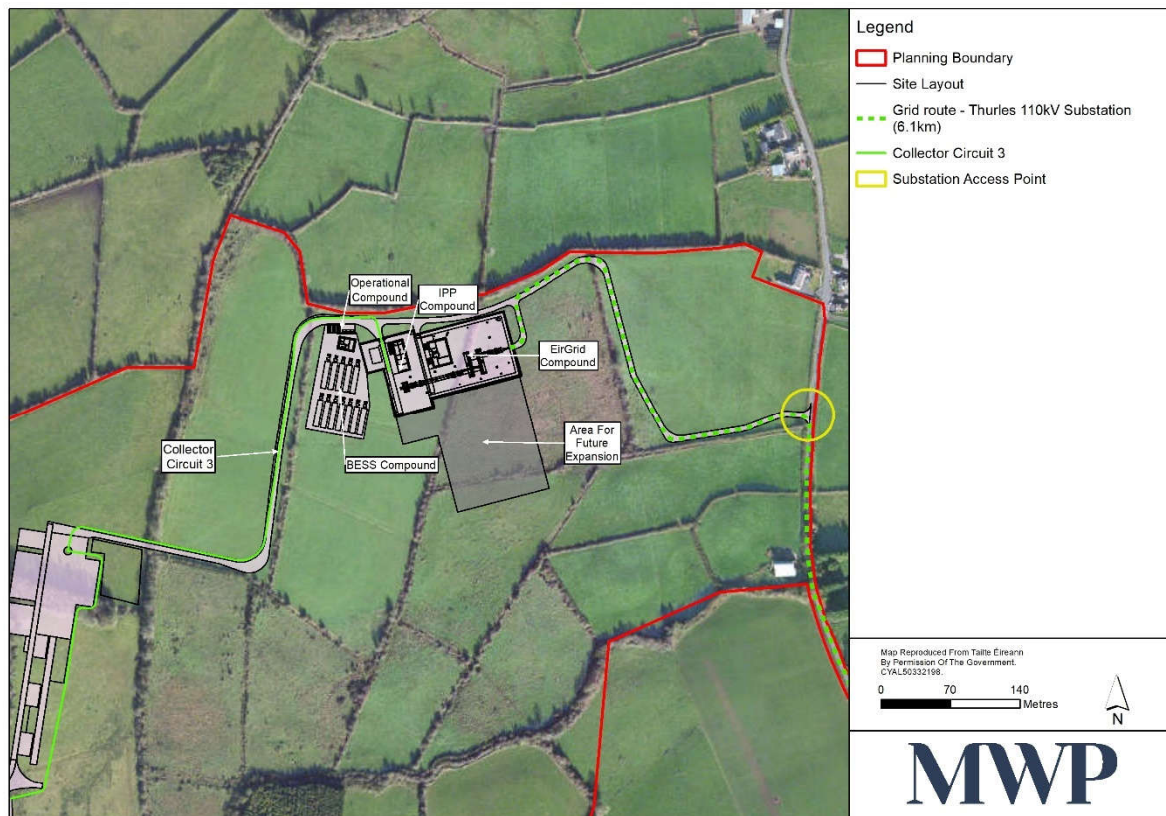 Legend
Planning Boundary
Site Layout
Grid route - Thurles 110kV Substation
(6.1km)
Collector Circuit 3
Substation Access Point
Operational
Compound
IPP
Compound
EirGrid
Compound
Area For
Future
Expansion
BESS Compound
Collector
Circuit 3
Map Reproduced From Tailte Éireann
By Permission Of The Government.
CYAL50332198.
0 70 140
Metres
N
MWP